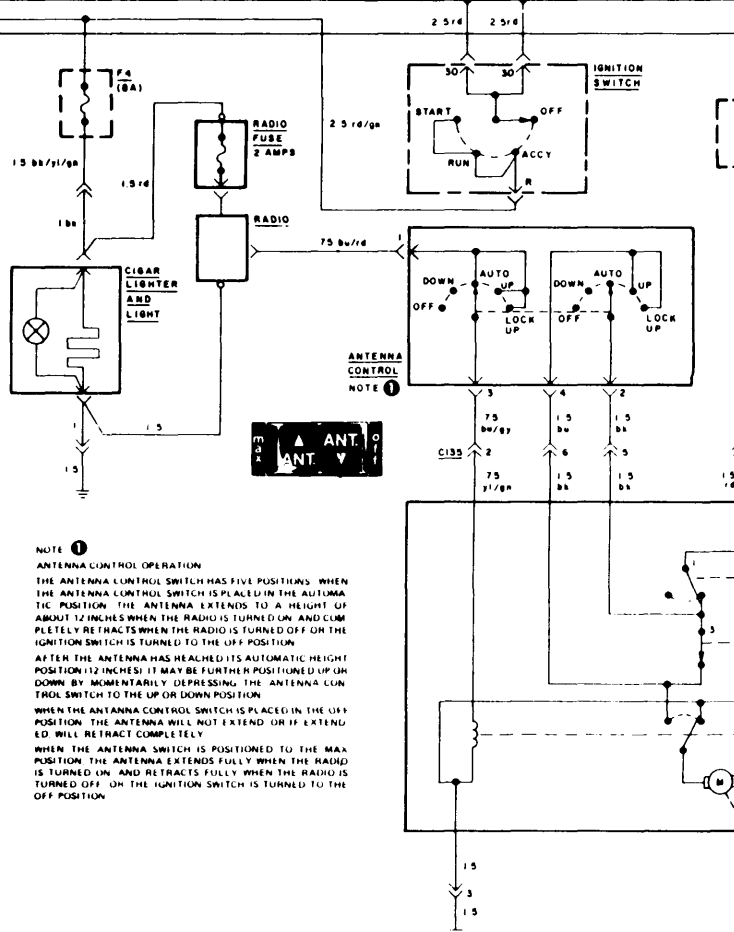 2 5 rd 2 5rd
F4
(8A)
30 30
IGNITION
SWITCH
START OFF
RADIO
FUSE
2 AMPS
2 5 rd/gn
1 5 bk/yl/gn
RUN ACCY
1.5 rd
R
1 bk
RADIO
75 bu/rd 1
CIGAR
LIGHTER
AND
LIGHT
DOWN AUTO UP
OFF LOCK UP
DOWN AUTO UP
OFF LOCK UP
ANTENNA
CONTROL
NOTE 1
3 4 2
1 1 5
75 1 5 1 5
bu/gy bu bk
C135 2 6 5
75 1 5 1 5
yl/gn bk bk
1 5
rd
1 5
max ▲ ANT. off
ANT. ▼
NOTE 1
ANTENNA CONTROL OPERATION
THE ANTENNA CONTROL SWITCH HAS FIVE POSITIONS WHEN
THE ANTENNA CONTROL SWITCH IS PLACED IN THE AUTOMA
TIC POSITION THE ANTENNA EXTENDS TO A HEIGHT OF
ABOUT 12 INCHES WHEN THE RADIO IS TURNED ON AND COM
PLETELY RETRACTS WHEN THE RADIO IS TURNED OFF OR THE
IGNITION SWITCH IS TURNED TO THE OFF POSITION
AFTER THE ANTENNA HAS REACHED ITS AUTOMATIC HEIGHT
POSITION (12 INCHES) IT MAY BE FURTHER POSITIONED UP OR
DOWN BY MOMENTARILY DEPRESSING THE ANTENNA CON
TROL SWITCH TO THE UP OR DOWN POSITION
WHEN THE ANTANNA CONTROL SWITCH IS PLACED IN THE OFF
POSITION THE ANTENNA WILL NOT EXTEND OR IF EXTEND
ED WILL RETRACT COMPLETELY
WHEN THE ANTENNA SWITCH IS POSITIONED TO THE MAX
POSITION THE ANTENNA EXTENDS FULLY WHEN THE RADIO
IS TURNED ON AND RETRACTS FULLY WHEN THE RADIO IS
TURNED OFF OR THE IGNITION SWITCH IS TURNED TO THE
OFF POSITION
1
3
M
1 5
3
1 5